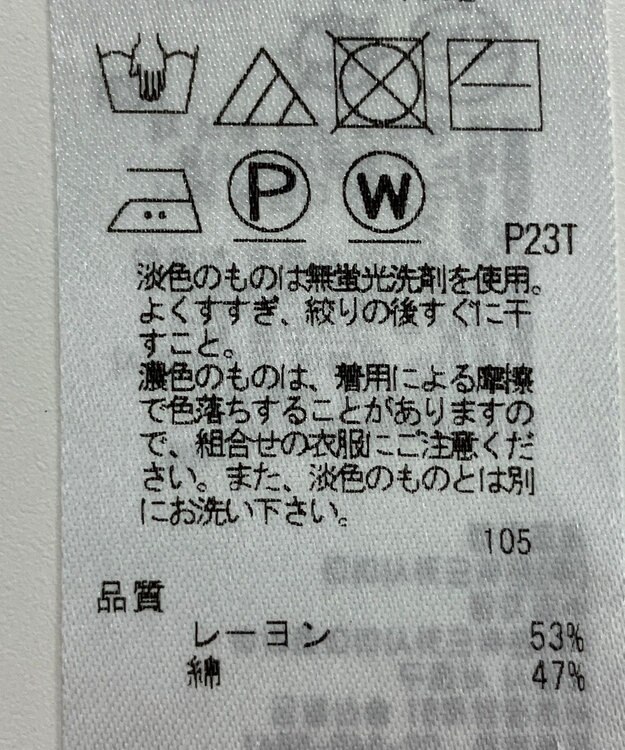 P
W
P23T
淡色のものは無蛍光洗剤を使用。
よくすすぎ、絞りの後すぐに干
すこと。
濃色のものは、着用による摩擦
で色落ちすることがありますの
で、組合せの衣服にご注意くだ
さい。また、淡色のものとは別
にお洗い下さい。
105
品質
レーヨン 53%
綿 47%